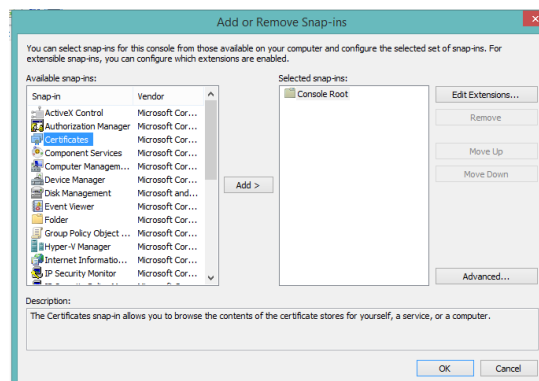 Add or Remove Snap-ins
You can select snap-ins for this console from those available on your computer and configure the selected set of snap-ins. For
extensible snap-ins, you can configure which extensions are enabled.
Available snap-ins:
Selected snap-ins:
Snap-in Vendor
ActiveX Control Microsoft Cor...
Authorization Manager Microsoft Cor...
Certificates Microsoft Cor...
Component Services Microsoft Cor...
Computer Managem... Microsoft Cor...
Device Manager Microsoft Cor...
Disk Management Microsoft and...
Event Viewer Microsoft Cor...
Folder Microsoft Cor...
Group Policy Object ... Microsoft Cor...
Hyper-V Manager Microsoft Cor...
Internet Informatio... Microsoft Cor...
IP Security Monitor Microsoft Cor...
Add >
Console Root
Edit Extensions...
Remove
Move Up
Move Down
Advanced...
Description:
The Certificates snap-in allows you to browse the contents of the certificate stores for yourself, a service, or a computer.
OK Cancel